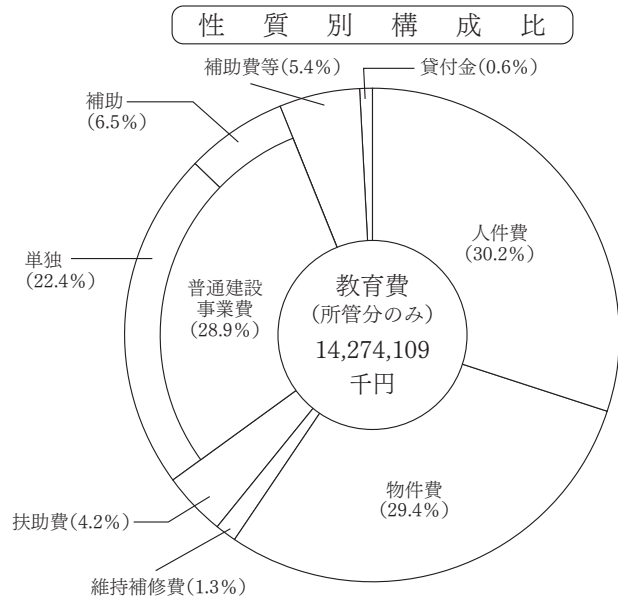 性質別構成比
補助費等(5.4%)
貸付金(0.6%)
補助
(6.5%)
人件費
(30.2%)
単独
(22.4%)
普通建設
事業費
(28.9%)
教育費
(所管分のみ)
14,274,109
千円
物件費
(29.4%)
扶助費(4.2%)
維持補修費(1.3%)